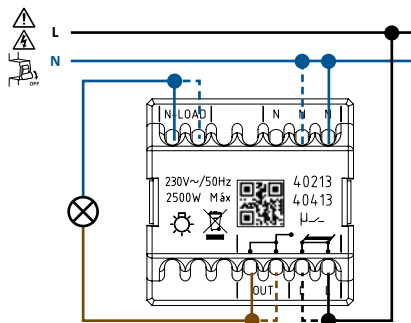 L
N
OFF
N-LOAD N N N
230V~/50Hz 40213
2500W Máx 40413
μ
OUT L L